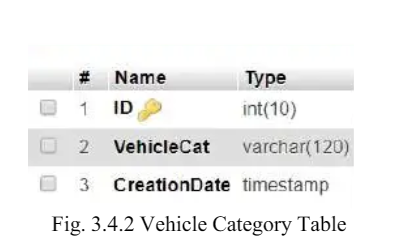 # Name Type
1 ID int(10)
2 VehicleCat varchar(120)
3 CreationDate timestamp
Fig. 3.4.2 Vehicle Category Table